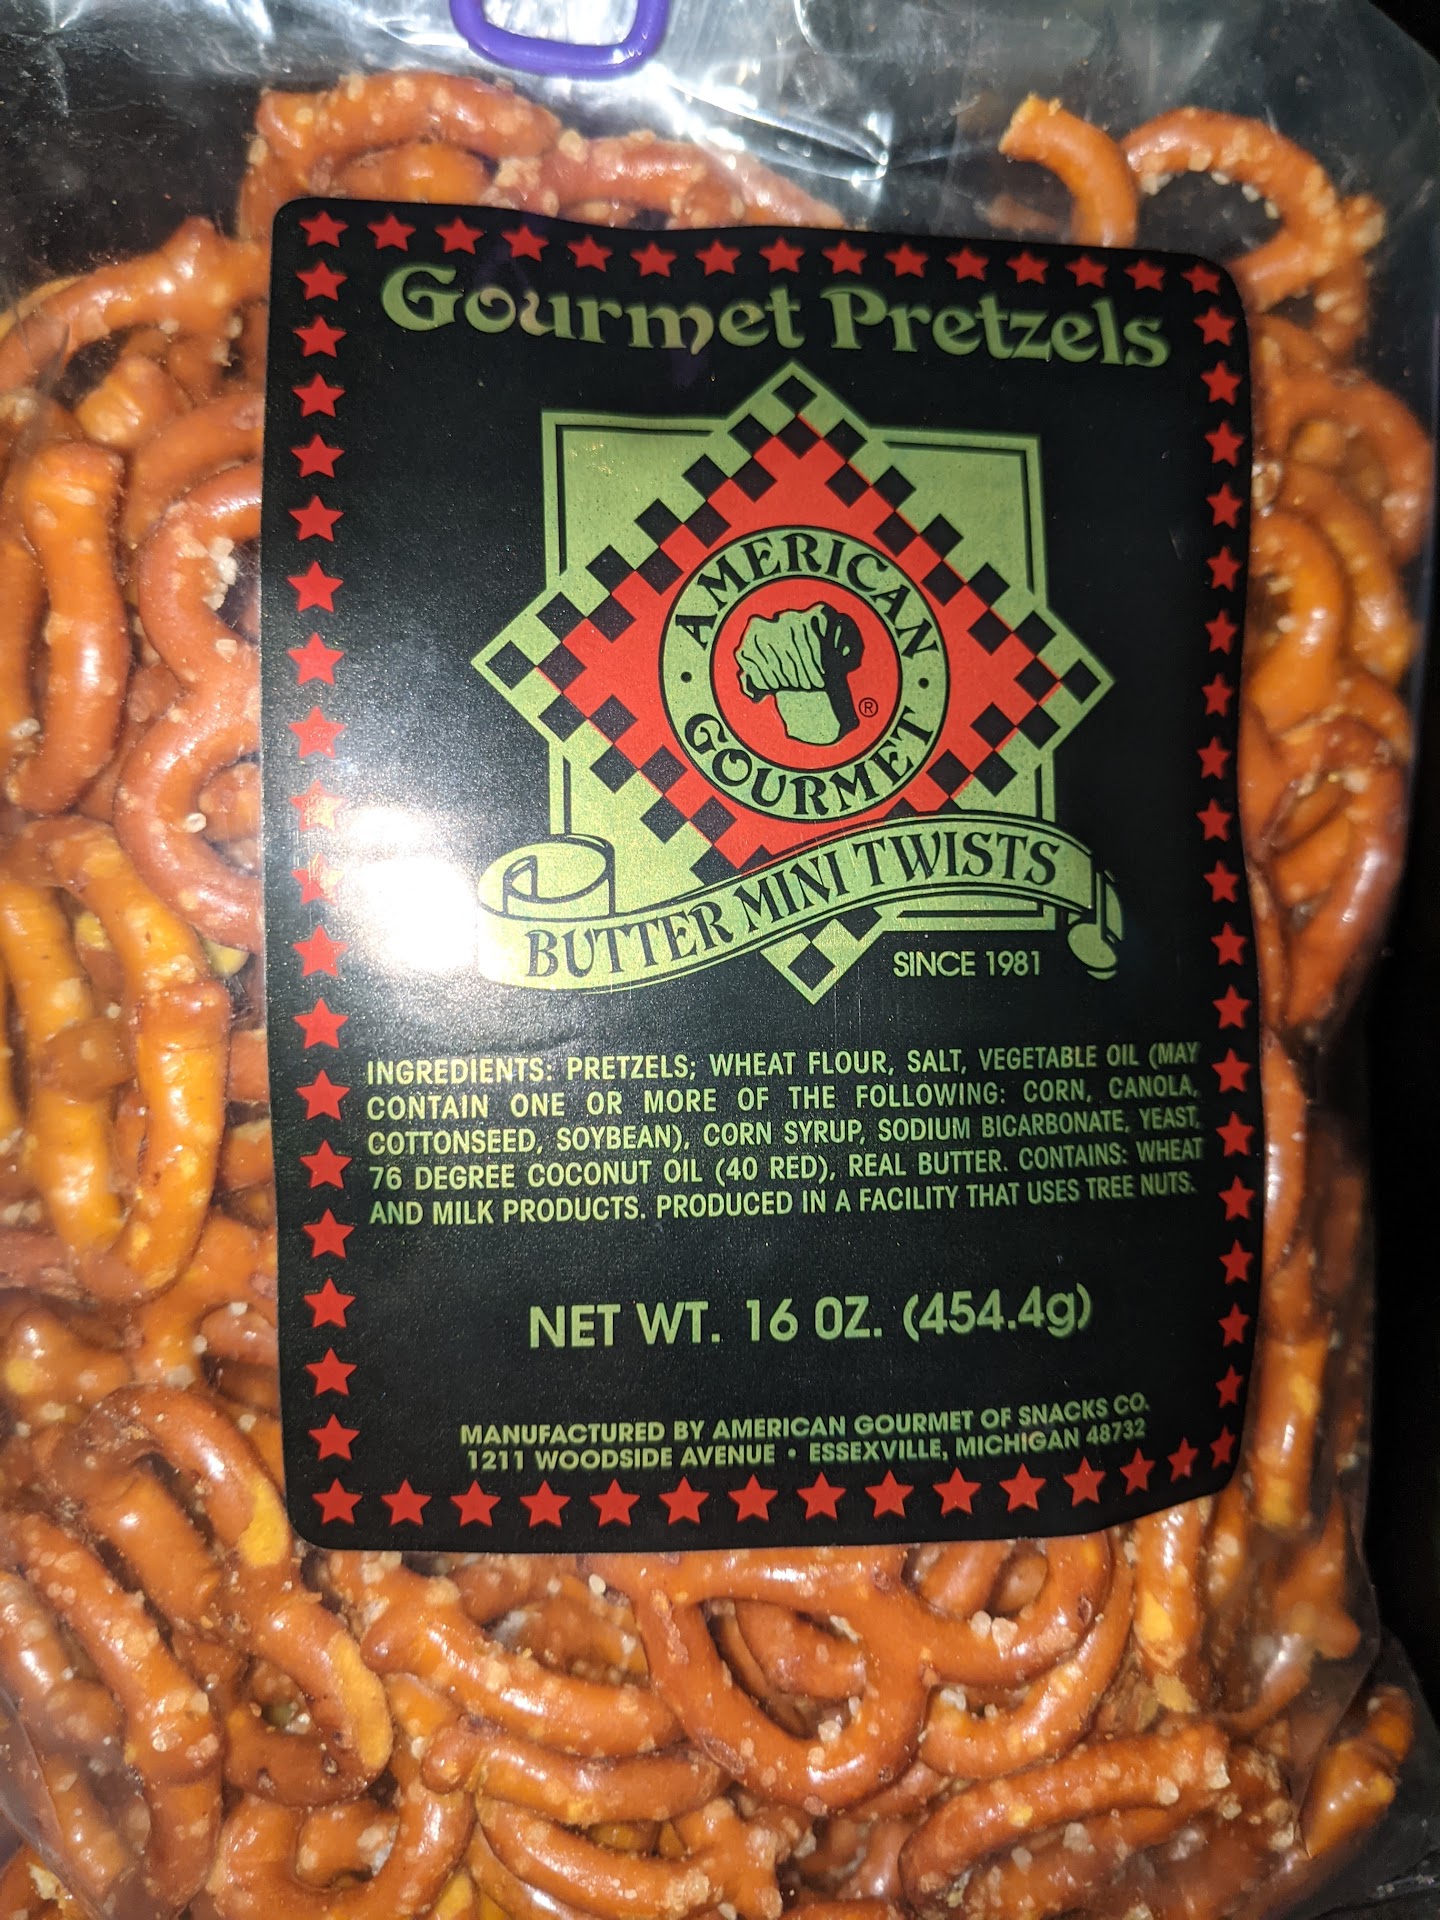 Gourmet Pretzels
AMERICAN
GOURMET
®
BUTTER MINI TWISTS
SINCE 1981
INGREDIENTS: PRETZELS; WHEAT FLOUR, SALT, VEGETABLE OIL (MAY
CONTAIN ONE OR MORE OF THE FOLLOWING: CORN, CANOLA,
COTTONSEED, SOYBEAN), CORN SYRUP, SODIUM BICARBONATE, YEAST,
76 DEGREE COCONUT OIL (40 RED), REAL BUTTER. CONTAINS: WHEAT
AND MILK PRODUCTS. PRODUCED IN A FACILITY THAT USES TREE NUTS.
NET WT. 16 OZ. (454.4g)
MANUFACTURED BY AMERICAN GOURMET OF SNACKS CO.
1211 WOODSIDE AVENUE • ESSEXVILLE, MICHIGAN 48732